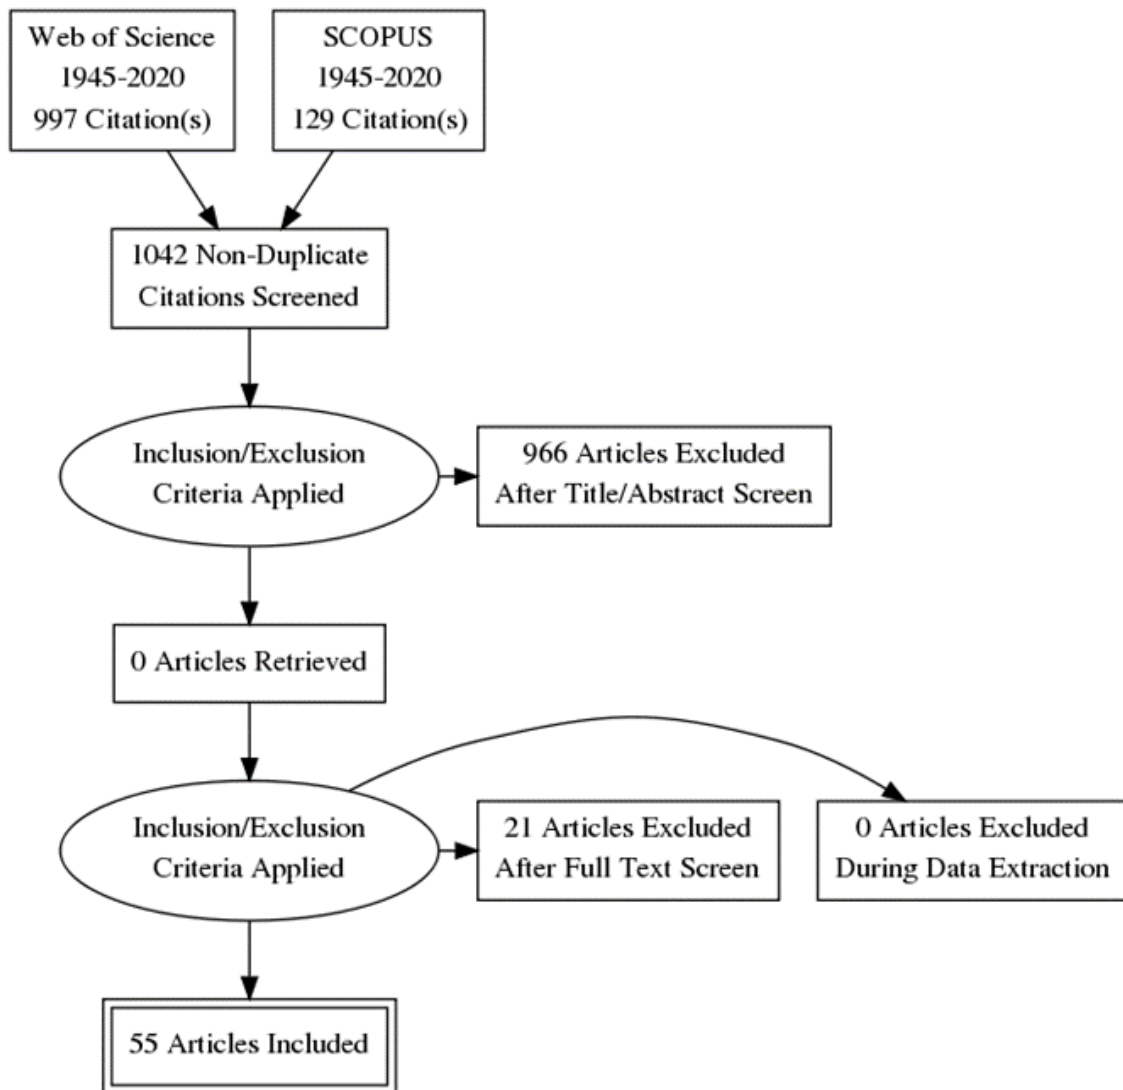 Web of Science
1945-2020
997 Citation(s)
SCOPUS
1945-2020
129 Citation(s)
1042 Non-Duplicate
Citations Screened
Inclusion/Exclusion
Criteria Applied
966 Articles Excluded
After Title/Abstract Screen
0 Articles Retrieved
Inclusion/Exclusion
Criteria Applied
21 Articles Excluded
After Full Text Screen
0 Articles Excluded
During Data Extraction
55 Articles Included